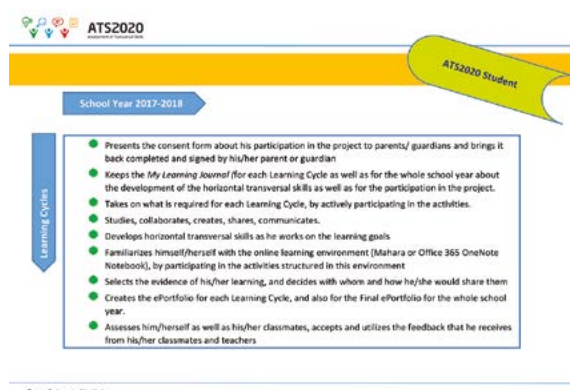 ATS2020
Assessment of Transversal Skills
ATS2020 Student
School Year 2017-2018
Learning Cycles
Presents the consent form about his participation in the project to parents/ guardians and brings it
back completed and signed by his/her parent or guardian
Keeps the My Learning Journal (for each Learning Cycle as well as for the whole school year about
the development of the horizontal transversal skills as well as for the participation in the project.
Takes on what is required for each Learning Cycle, by actively participating in the activities.
Studies, collaborates, creates, shares, communicates.
Develops horizontal transversal skills as he works on the learning goals
Familiarizes himself/herself with the online learning environment (Mahara or Office 365 OneNote
Notebook), by participating in the activities structured in this environment
Selects the evidence of his/her learning, and decides with whom and how he/she would share them
Creates the ePortfolio for each Learning Cycle, and also for the Final ePortfolio for the whole school
year.
Assesses him/herself as well as his/her classmates, accepts and utilizes the feedback that he receives
from his/her classmates and teachers